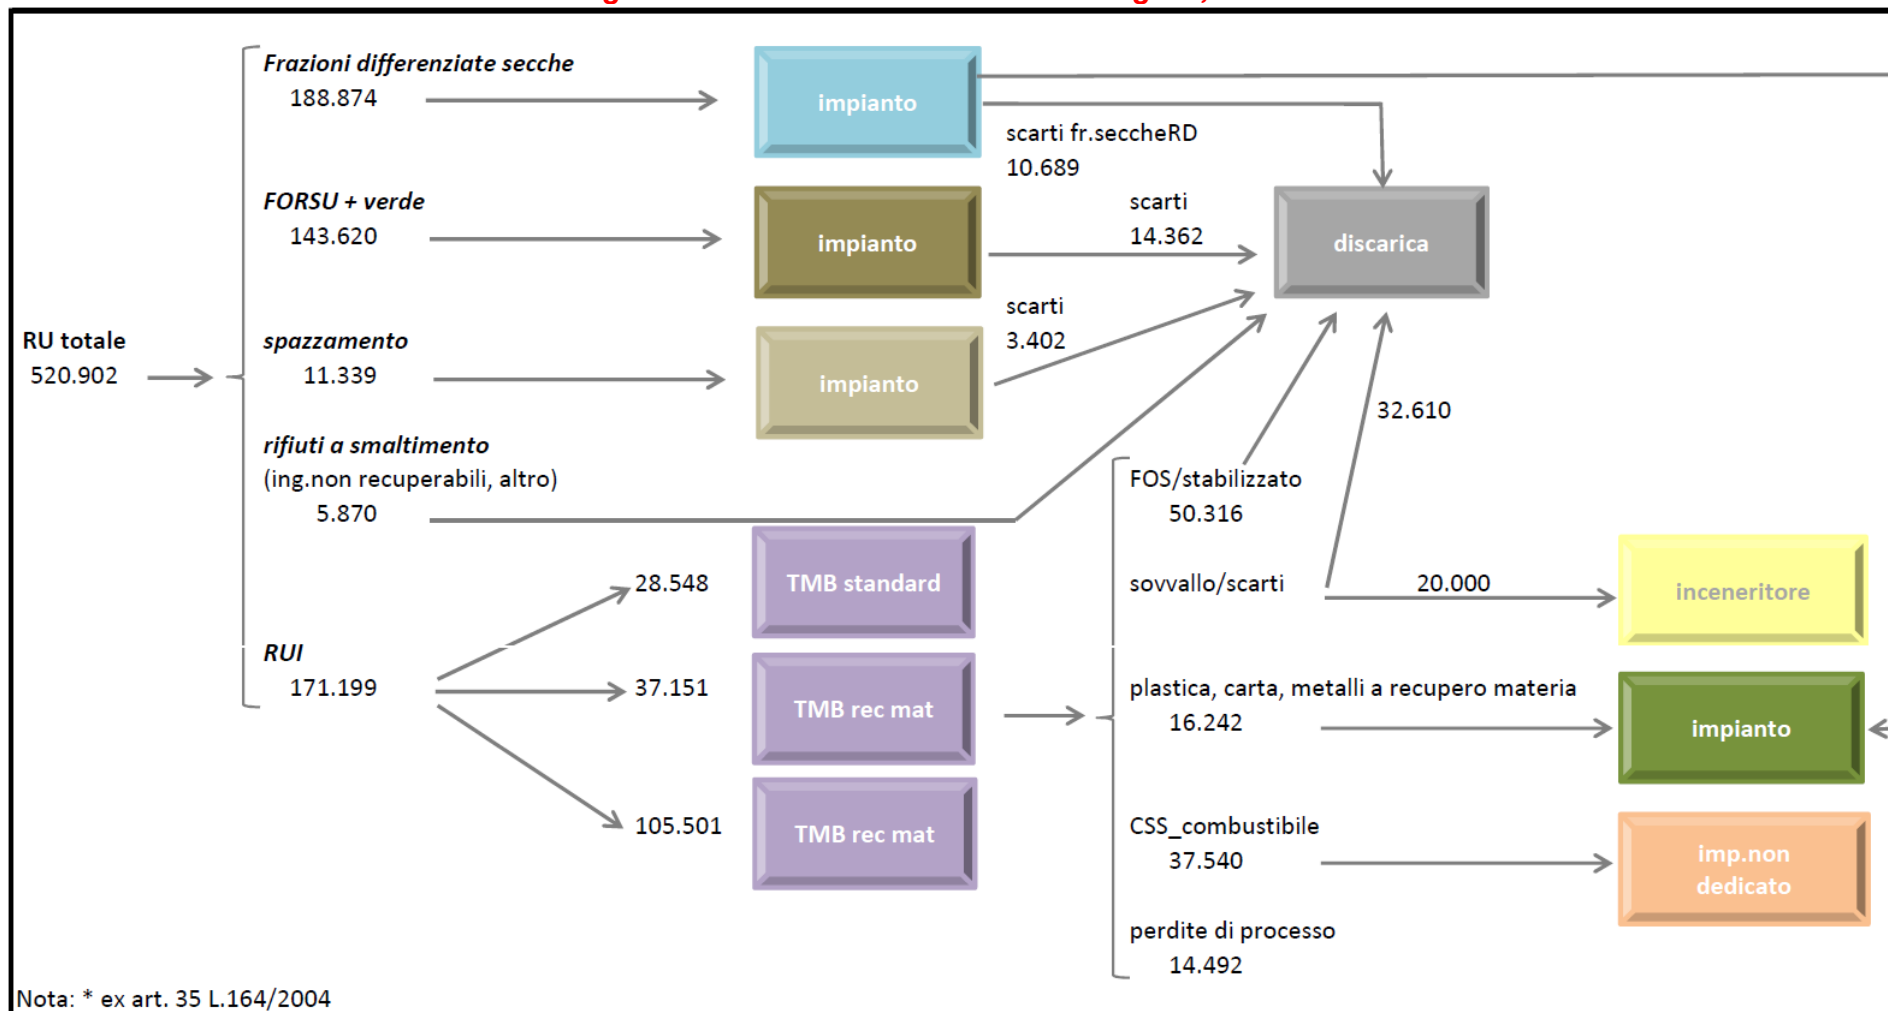 Frazioni differenziate secche
188.874
impianto
scarti fr.seccheRD
10.689
FORSU + verde
143.620
impianto
scarti
14.362
discarica
RU totale
520.902
spazzamento
11.339
impianto
scarti
3.402
32.610
rifiuti a smaltimento
(ing.non recuperabili, altro)
5.870
FOS/stabilizzato
50.316
28.548
TMB standard
sovvallo/scarti
20.000
inceneritore
RUI
171.199
37.151
TMB rec mat
plastica, carta, metalli a recupero materia
16.242
impianto
105.501
TMB rec mat
CSS_combustibile
37.540
imp.non
dedicato
perdite di processo
14.492
Nota: * ex art. 35 L.164/2004